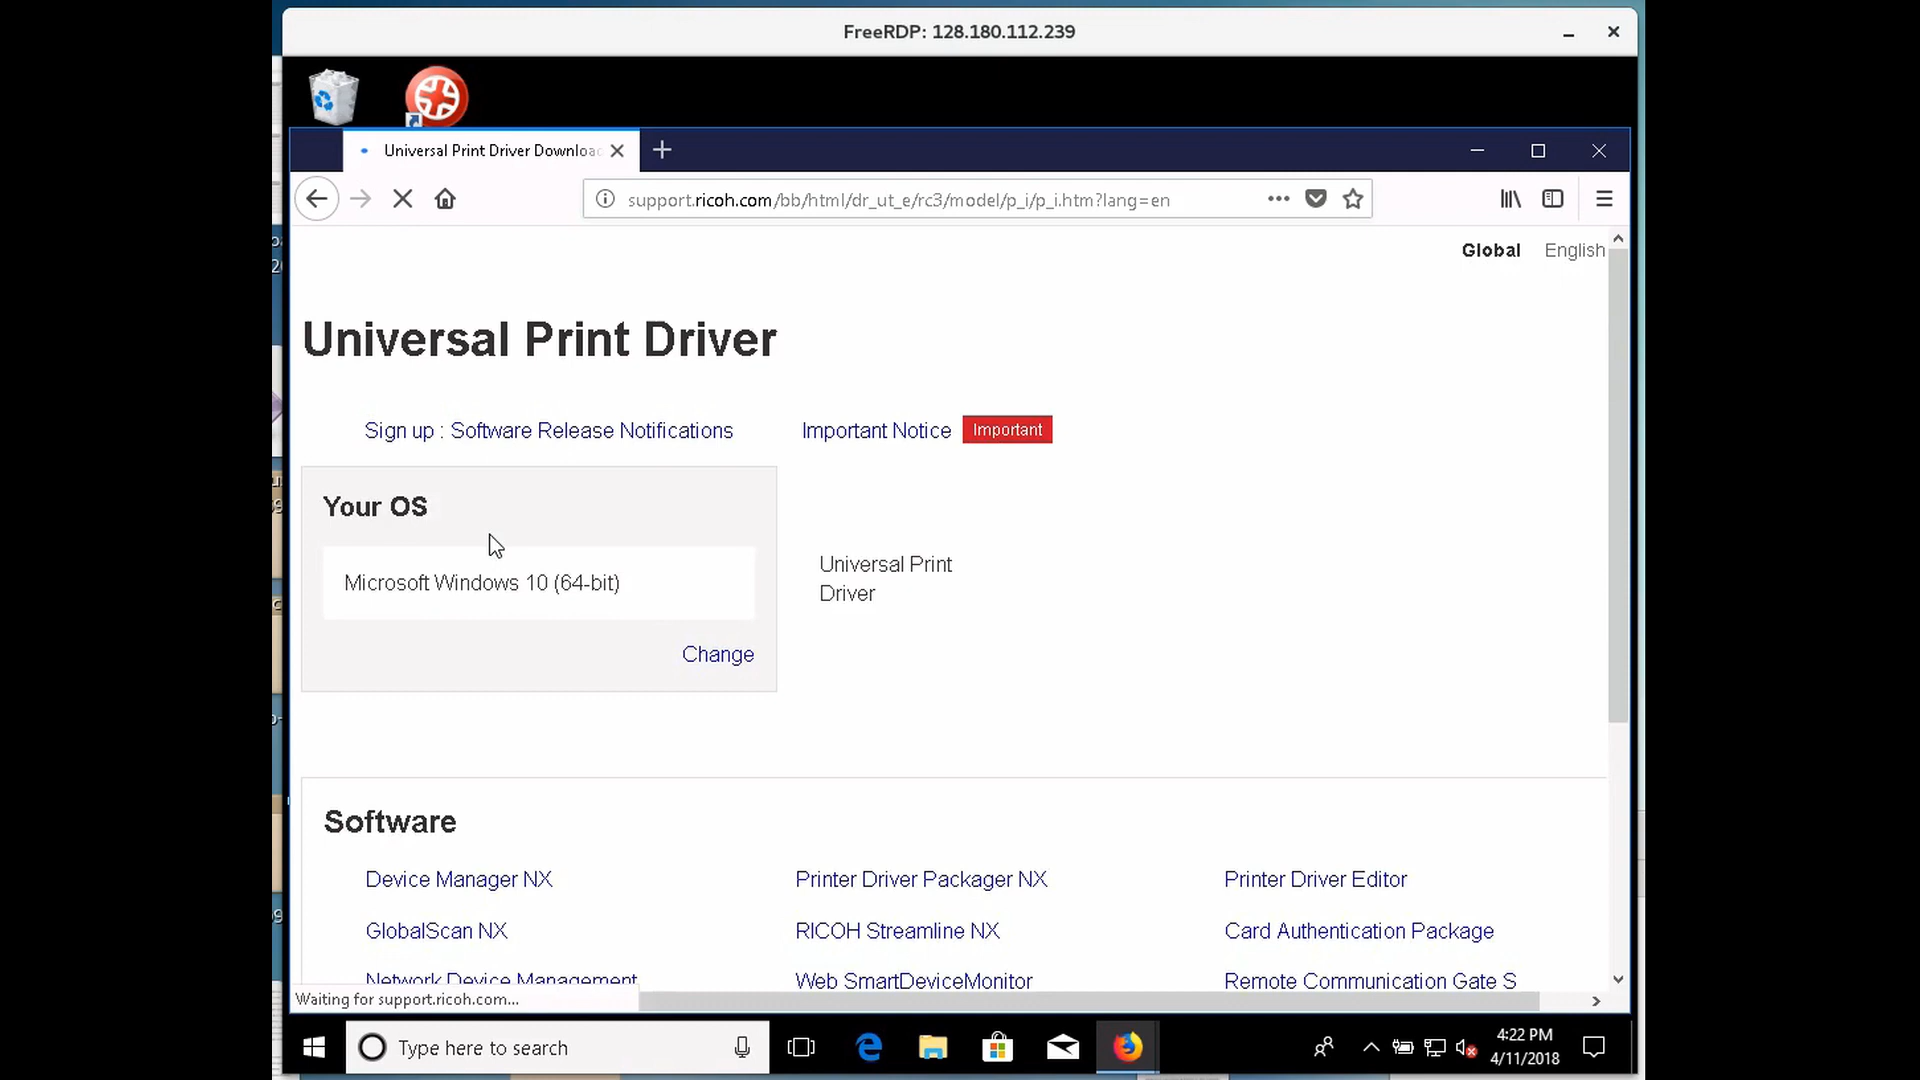 FreeRDP: 128.180.112.239
Universal Print Driver Downloa
support.ricoh.com/bb/html/dr_ut_e/rc3/model/p_i/p_i.htm?lang=en
Global English
Universal Print Driver
Sign up : Software Release Notifications Important Notice Important
Your OS
Microsoft Windows 10 (64-bit)
Change
Universal Print
Driver
Software
Device Manager NX Printer Driver Packager NX Printer Driver Editor
GlobalScan NX RICOH Streamline NX Card Authentication Package
Network Device Management Web SmartDeviceMonitor Remote Communication Gate S
Waiting for support.ricoh.com...
Type here to search
4:22 PM
4/11/2018